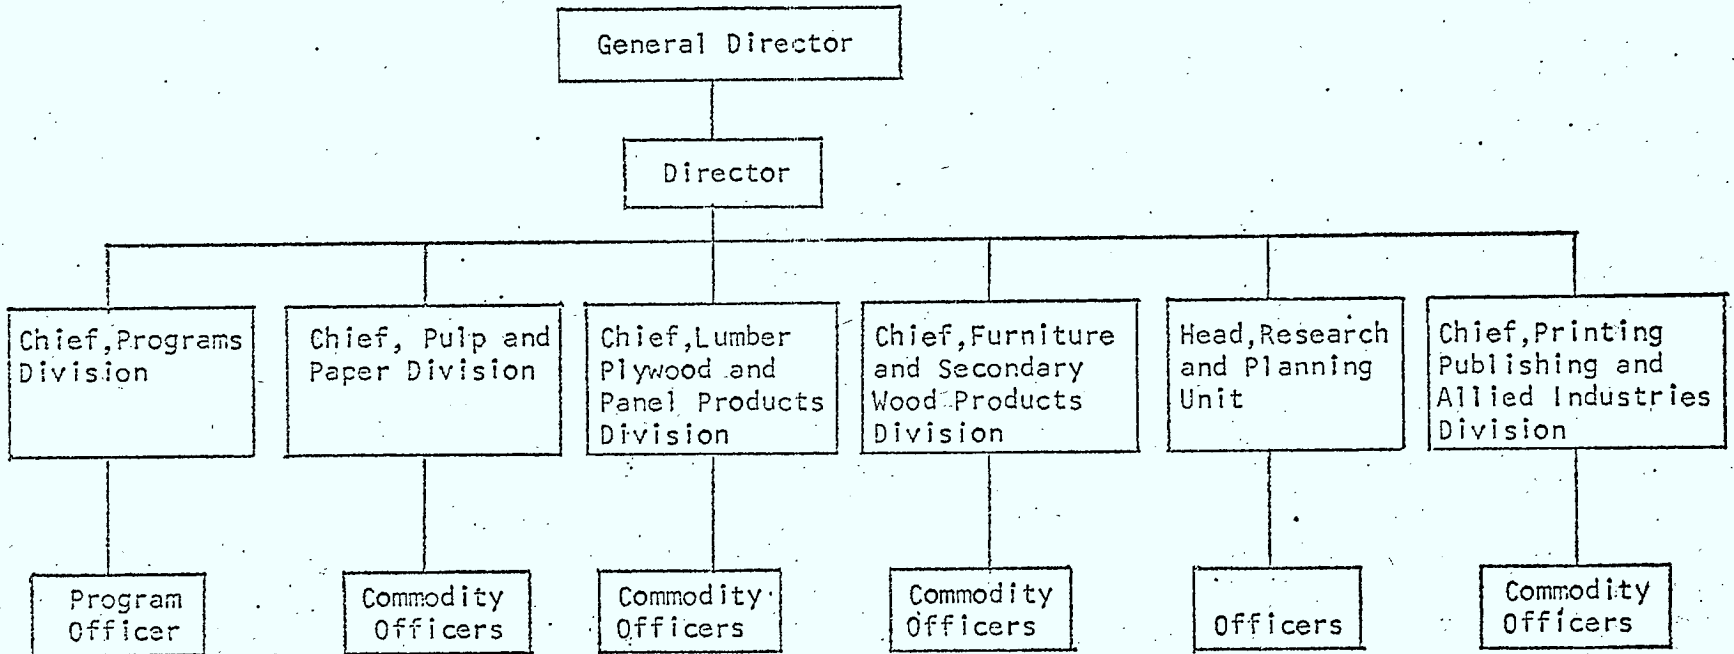 General Director
Director
Chief,Programs
Division
Chief, Pulp and
Paper Division
Chief,Lumber
Plywood and
Panel Products
Division
Chief,Furniture
and Secondary
Wood Products
Division
Head,Research
and Planning
Unit
Chief,Printing
Publishing and
Allied Industries
Division
Program
Officer
Commodity
Officers
Commodity
Officers
Commodity
Officers
Officers
Commodity
Officers